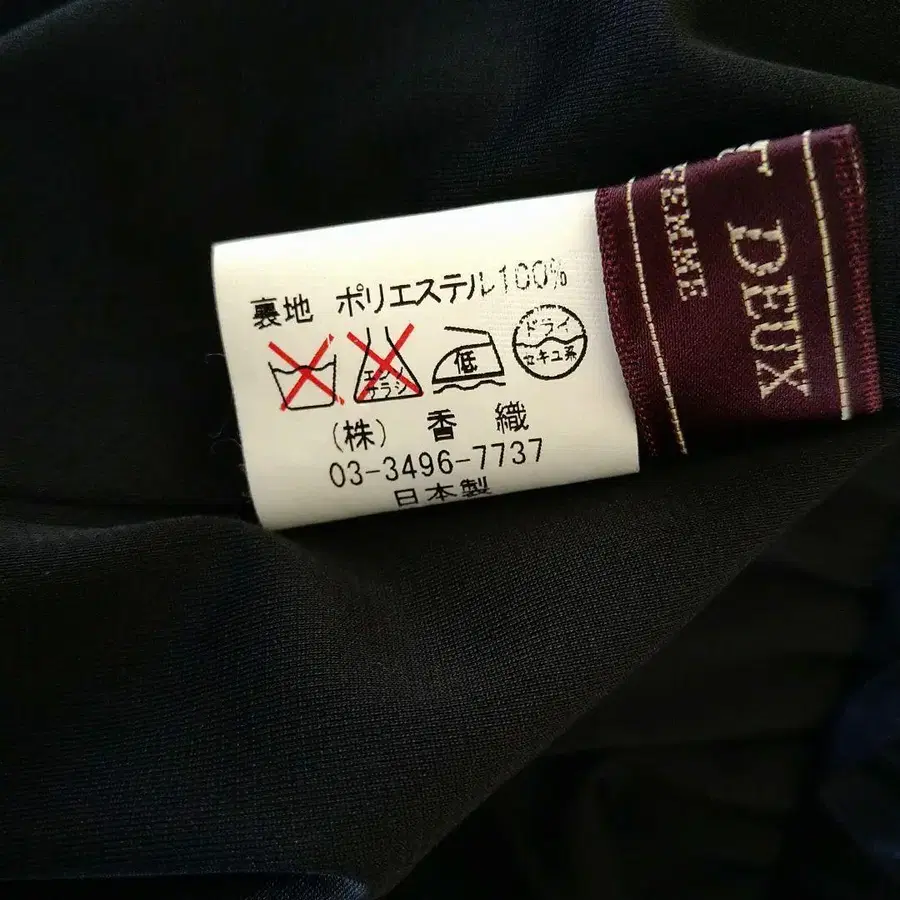 裏地 ポリエステル100%
エンソ
サラシ
低
ドライ
セキユ系
(株) 香織
03-3496-7737
日本製
DEUX